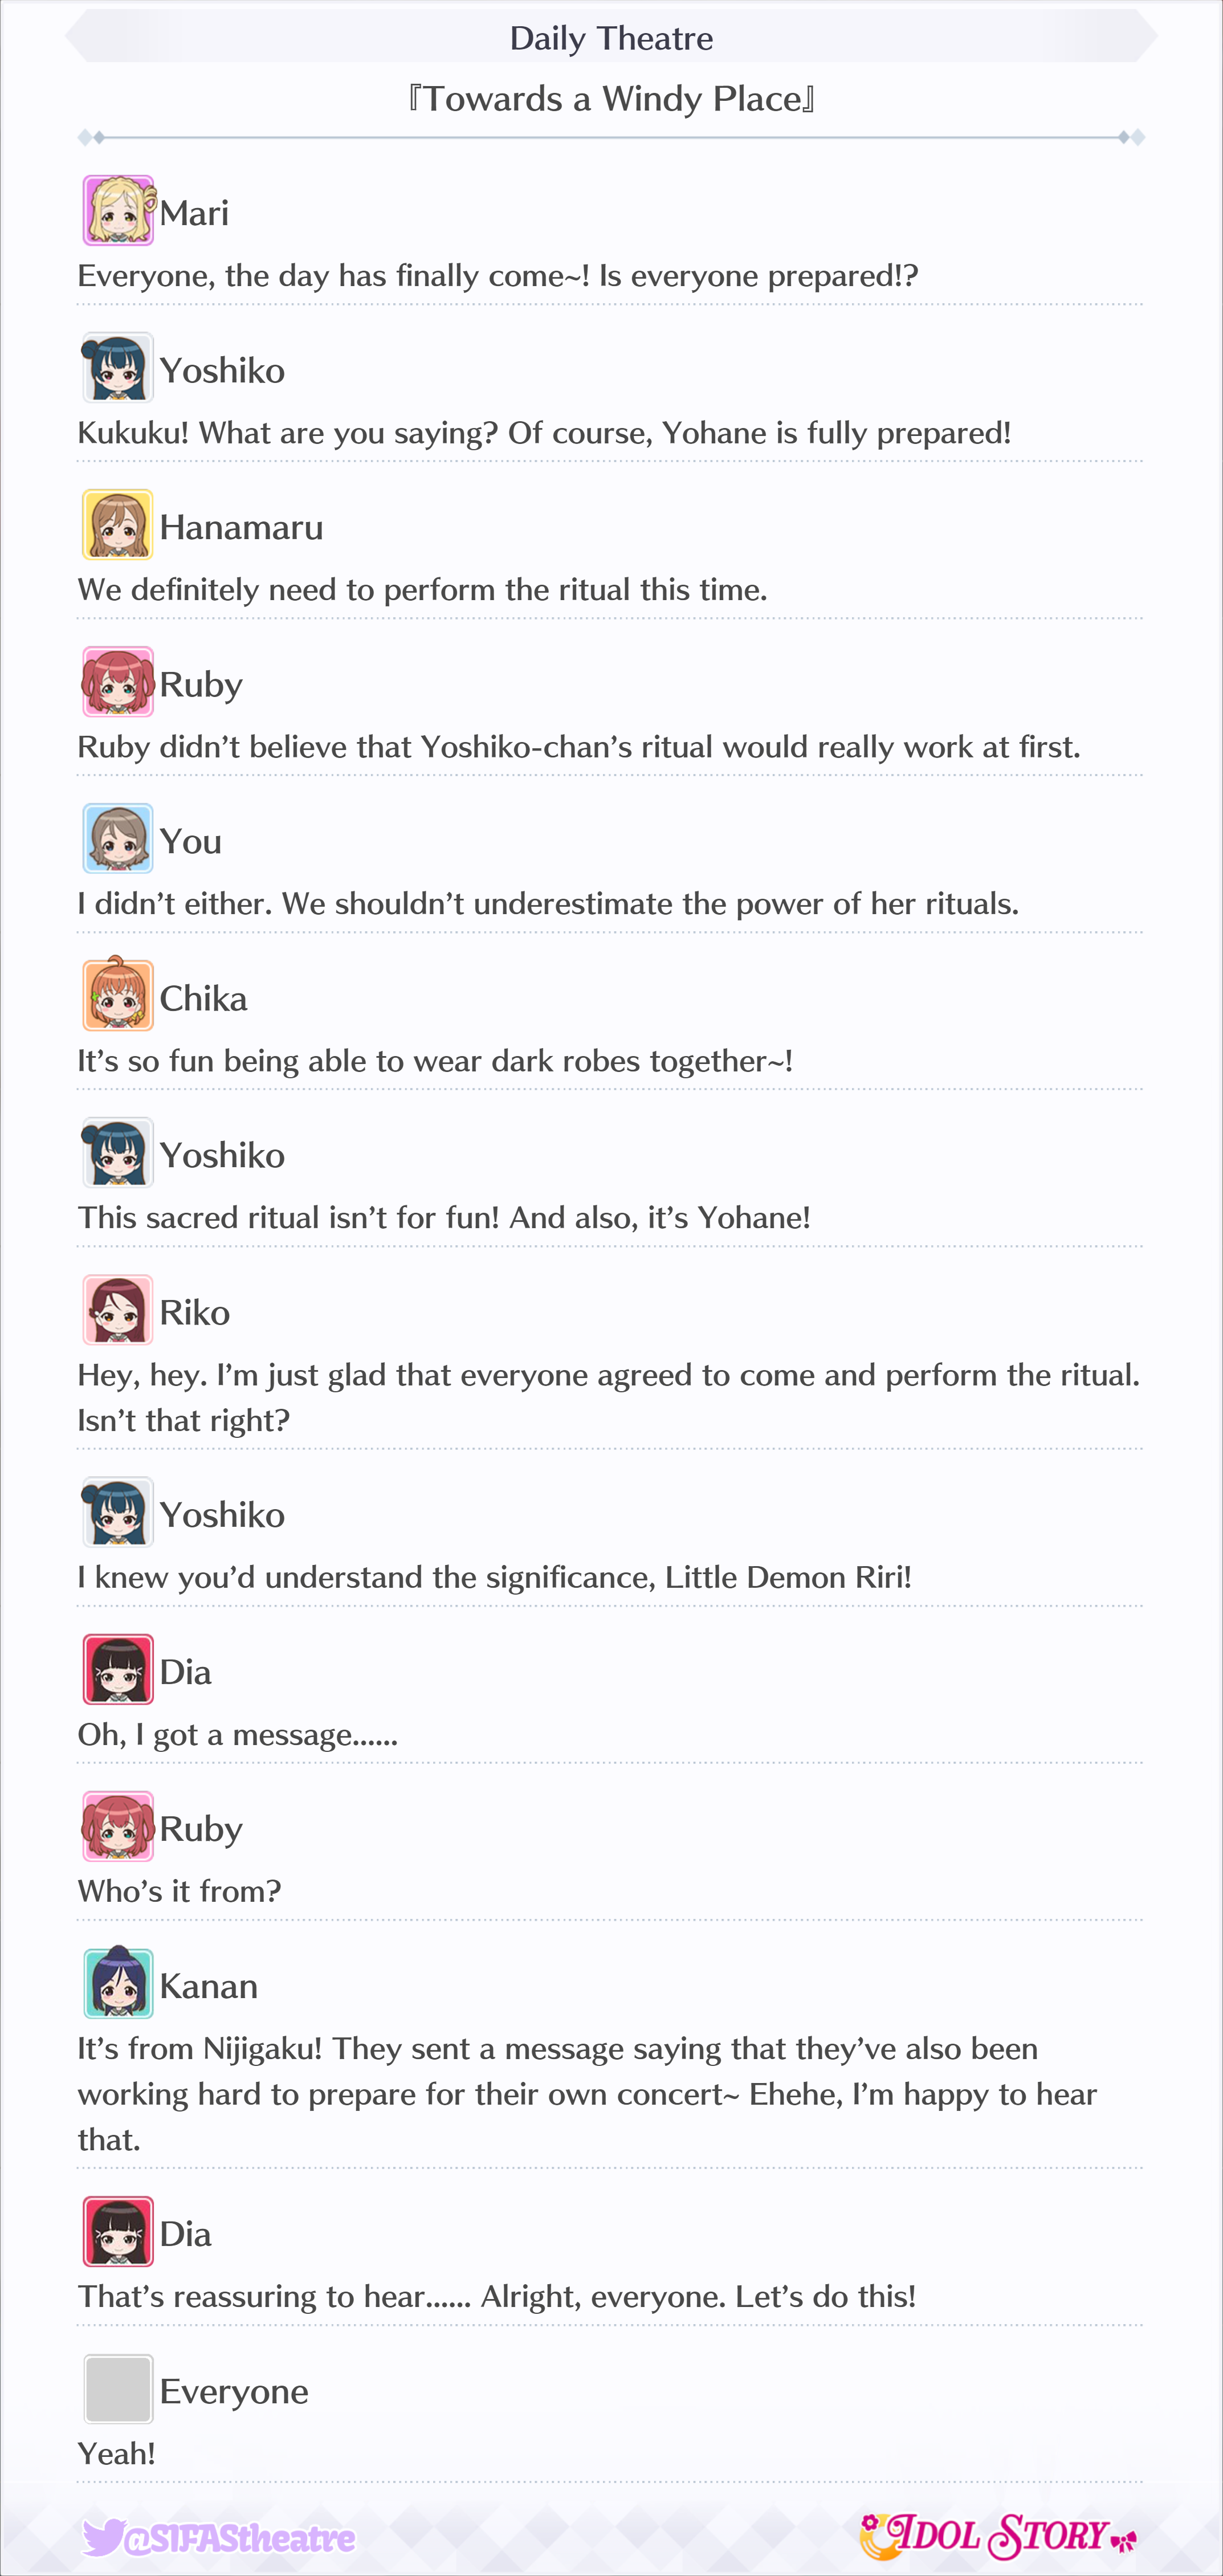 Daily Theatre
『Towards a Windy Place』
Mari
Everyone, the day has finally come~! Is everyone prepared!?
Yoshiko
Kukuku! What are you saying? Of course, Yohane is fully prepared!
Hanamaru
We definitely need to perform the ritual this time.
Ruby
Ruby didn’t believe that Yoshiko-chan’s ritual would really work at first.
You
I didn’t either. We shouldn’t underestimate the power of her rituals.
Chika
It’s so fun being able to wear dark robes together~!
Yoshiko
This sacred ritual isn’t for fun! And also, it’s Yohane!
Riko
Hey, hey. I’m just glad that everyone agreed to come and perform the ritual.
Isn’t that right?
Yoshiko
I knew you’d understand the significance, Little Demon Riri!
Dia
Oh, I got a message......
Ruby
Who’s it from?
Kanan
It’s from Nijigaku! They sent a message saying that they’ve also been
working hard to prepare for their own concert~ Ehehe, I’m happy to hear
that.
Dia
That’s reassuring to hear...... Alright, everyone. Let’s do this!
Everyone
Yeah!
@SIFAStheatre
IDOL STORY